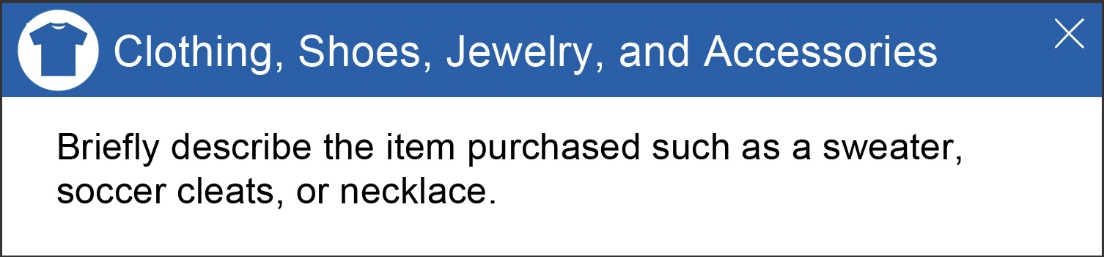 Clothing, Shoes, Jewelry, and Accessories
Briefly describe the item purchased such as a sweater,
soccer cleats, or necklace.